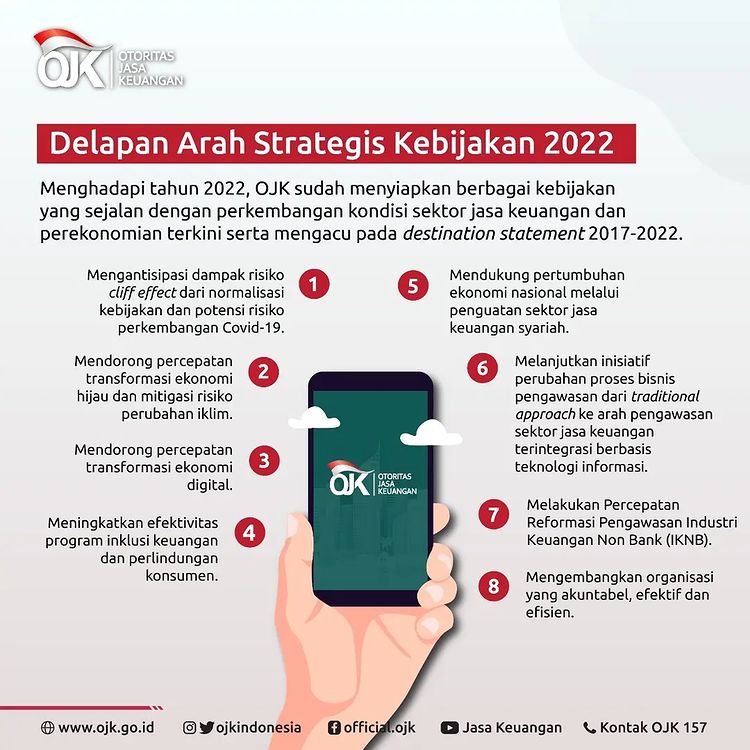 OJK
OTORITAS
JASA
KEUANGAN
Delapan Arah Strategis Kebijakan 2022
Menghadapi tahun 2022, OJK sudah menyiapkan berbagai kebijakan
yang sejalan dengan perkembangan kondisi sektor jasa keuangan dan
perekonomian terkini serta mengacu pada destination statement 2017-2022.
1
Mengantisipasi dampak risiko
cliff effect dari normalisasi
kebijakan dan potensi risiko
perkembangan Covid-19.
2
Mendorong percepatan
transformasi ekonomi
hijau dan mitigasi risiko
perubahan iklim.
3
Mendorong percepatan
transformasi ekonomi
digital.
4
Meningkatkan efektivitas
program inklusi keuangan
dan perlindungan
konsumen.
5
Mendukung pertumbuhan
ekonomi nasional melalui
penguatan sektor jasa
keuangan syariah.
6
Melanjutkan inisiatif
perubahan proses bisnis
pengawasan dari traditional
approach ke arah pengawasan
sektor jasa keuangan
terintegrasi berbasis
teknologi informasi.
7
Melakukan Percepatan
Reformasi Pengawasan Industri
Keuangan Non Bank (IKNB).
8
Mengembangkan organisasi
yang akuntabel, efektif dan
efisien.
OJK
OTORITAS
JASA
KEUANGAN
www.ojk.go.id ojkindonesia official.ojk Jasa Keuangan Kontak OJK 157